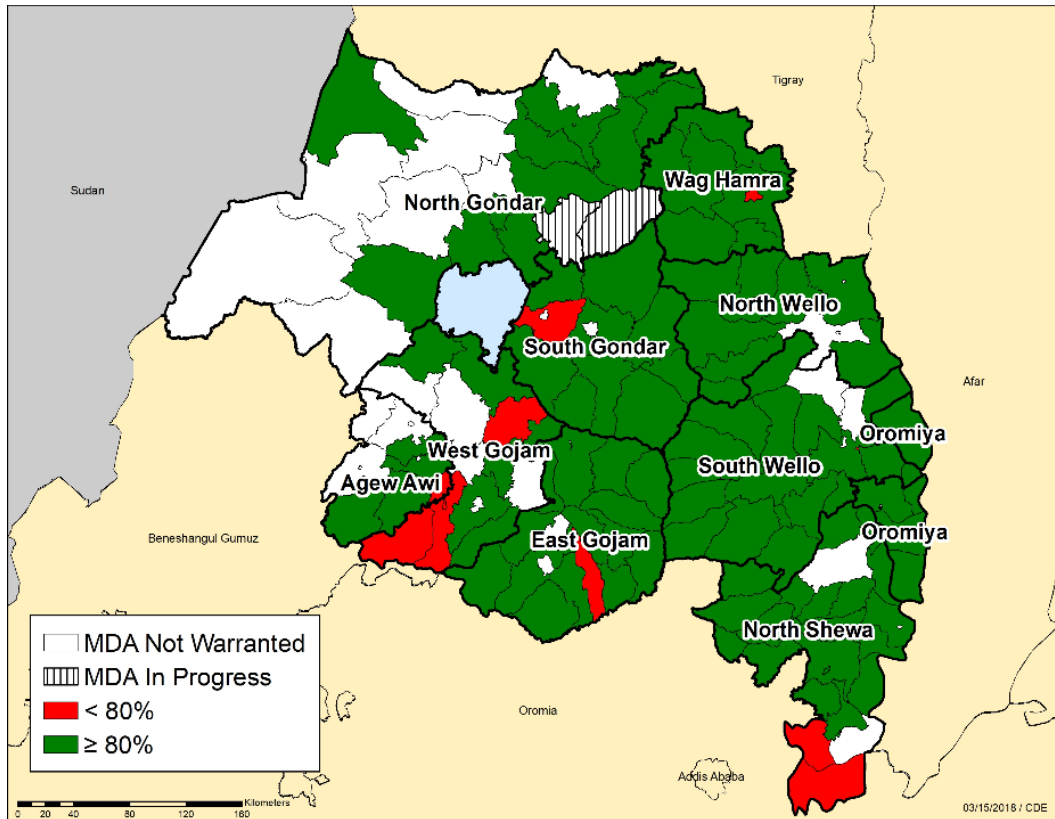 Tigray
Sudan
Wag Hamra
North Gondar
North Wello
South Gondar
Afar
Oromiya
West Gojam
South Wello
Agew Awi
Oromiya
Beneshangul Gumuz
East Gojam
North Shewa
MDA Not Warranted
MDA In Progress
< 80%
≥ 80%
Oromia
Addis Ababa
Kilometers
0 20 40 80 120 160
03/15/2018 / CDE